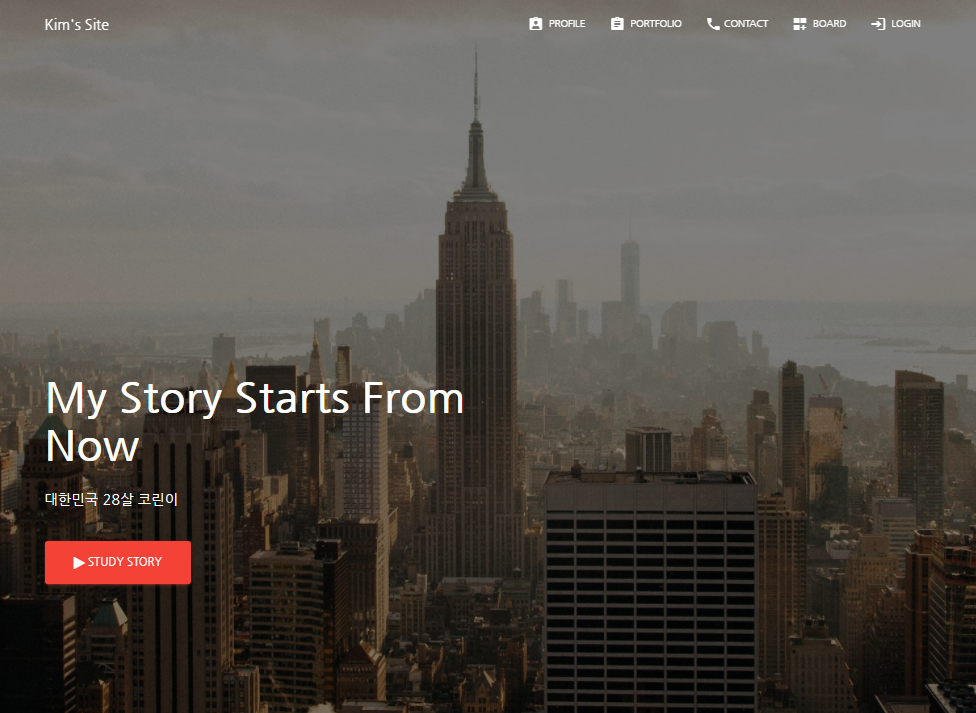 Kim's Site
PROFILE
PORTFOLIO
CONTACT
BOARD
LOGIN
My Story Starts From
Now
대한민국 28살 코린이
STUDY STORY